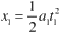 x₁ = 1/2 a₁t₁²